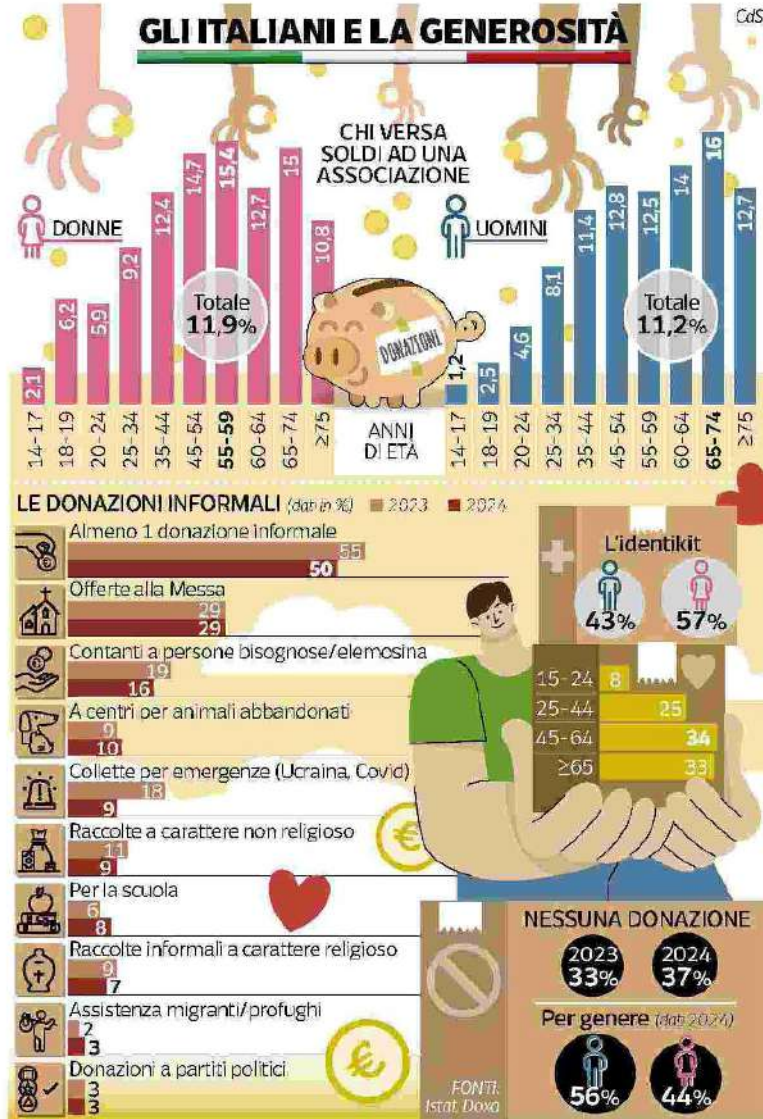 CdS
GLI ITALIANI E LA GENEROSITÀ
CHI VERSA
SOLDI AD UNA
ASSOCIAZIONE
DONNE
2,1
6,2
5,9
9,2
12,4
14,7
15,4
12,7
15
10,8
Totale
11,9%
14-17
18-19
20-24
25-34
35-44
45-54
55-59
60-64
65-74
≥75
DONAZIONI
ANNI
DI ETÀ
UOMINI
1,2
2,5
4,6
8,1
11,4
12,8
12,5
14
16
12,7
Totale
11,2%
14-17
18-19
20-24
25-34
35-44
45-54
55-59
60-64
65-74
≥75
LE DONAZIONI INFORMALI (dati in %) 2023 2024
Almeno 1 donazione informale
55
50
Offerte alla Messa
29
29
Contanti a persone bisognose/elemosina
19
16
A centri per animali abbandonati
9
10
Collette per emergenze (Ucraina, Covid)
18
9
Raccolte a carattere non religioso
11
9
Per la scuola
6
8
Raccolte informali a carattere religioso
9
7
Assistenza migranti/profughi
2
3
Donazioni a partiti politici
3
3
L'identikit
43% 57%
15-24 8
25-44 25
45-64 34
≥65 33
NESSUNA DONAZIONE
2023 2024
33% 37%
Per genere (dati 2024)
56% 44%
FONTI:
Istat, Doxa